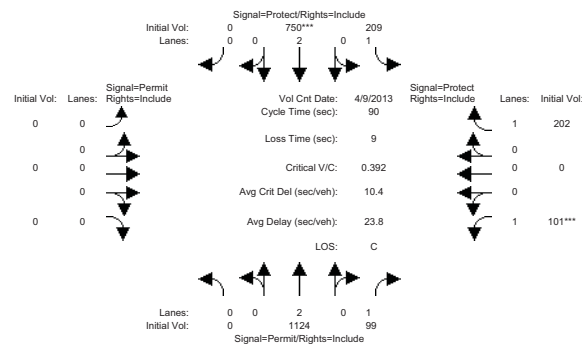 Signal=Protect/Rights=Include
Initial Vol: 0 750*** 209
Lanes: 0 0 2 0 1
Signal=Permit
Initial Vol: Lanes: Rights=Include
Vol Cnt Date: 4/9/2013
Signal=Protect
Rights=Include Lanes: Initial Vol:
Cycle Time (sec): 90
0 0
1 202
Loss Time (sec): 9
0
0
0 0
Critical V/C: 0.392
0 0
0
Avg Crit Del (sec/veh): 10.4
0
0 0
Avg Delay (sec/veh): 23.8
1 101***
LOS: C
Lanes: 0 0 2 0 1
Initial Vol: 0 1124 99
Signal=Permit/Rights=Include